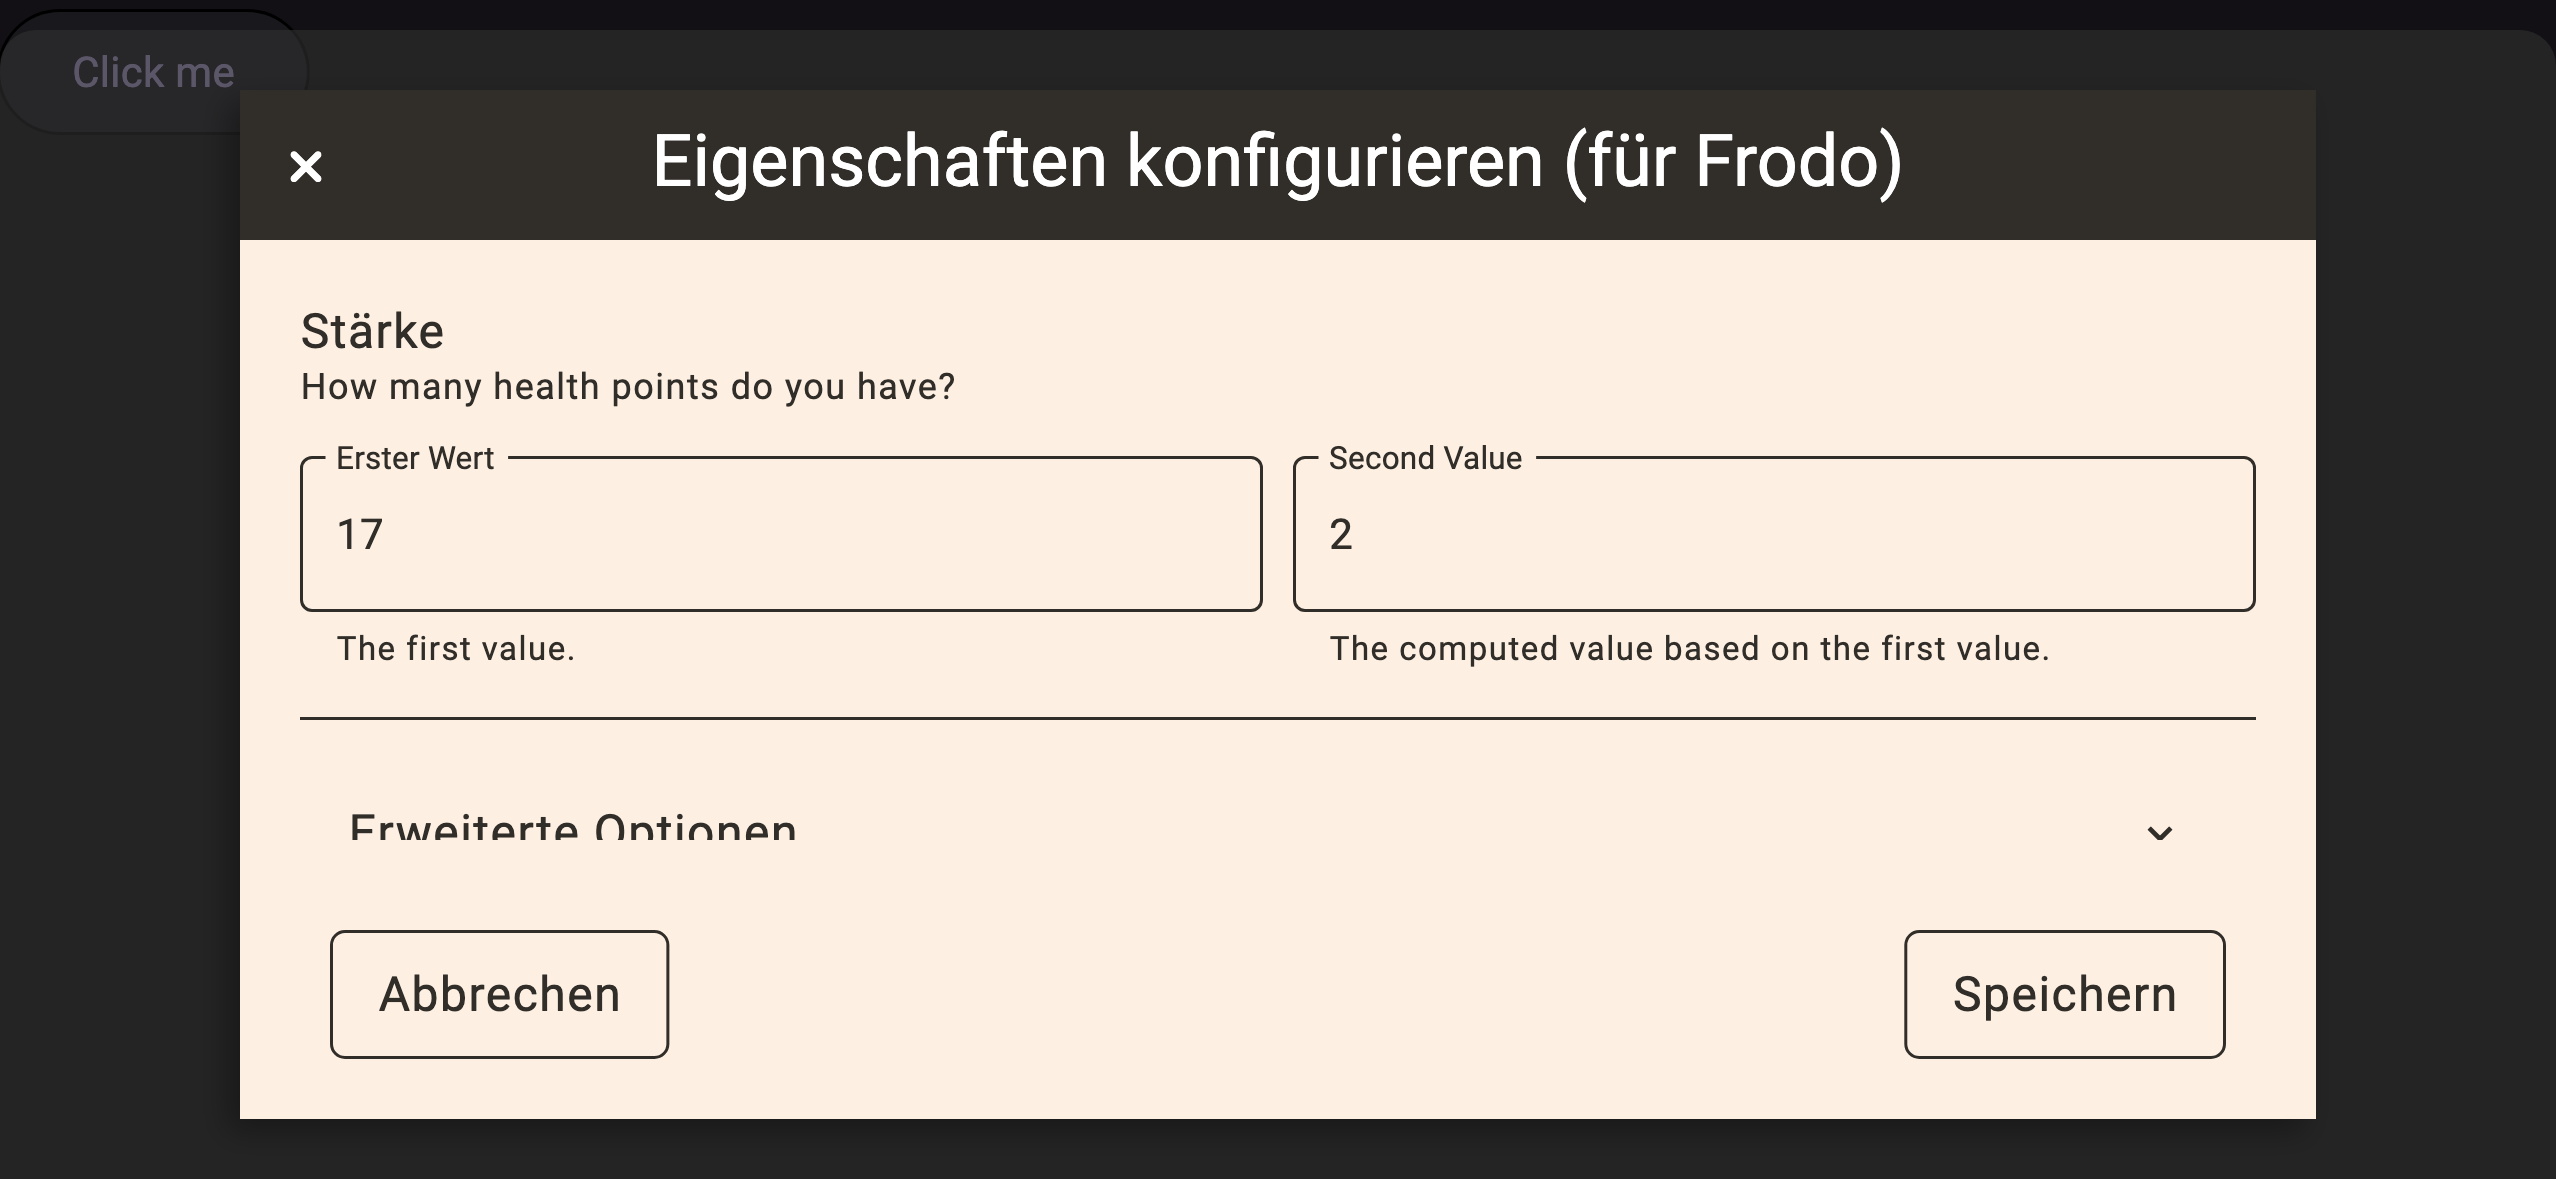 Click me
Eigenschaften konfigurieren (für Frodo)
Stärke
How many health points do you have?
Erster Wert
Second Value
17
2
The first value.
The computed value based on the first value.
Erweiterte Optionen
Abbrechen
Speichern